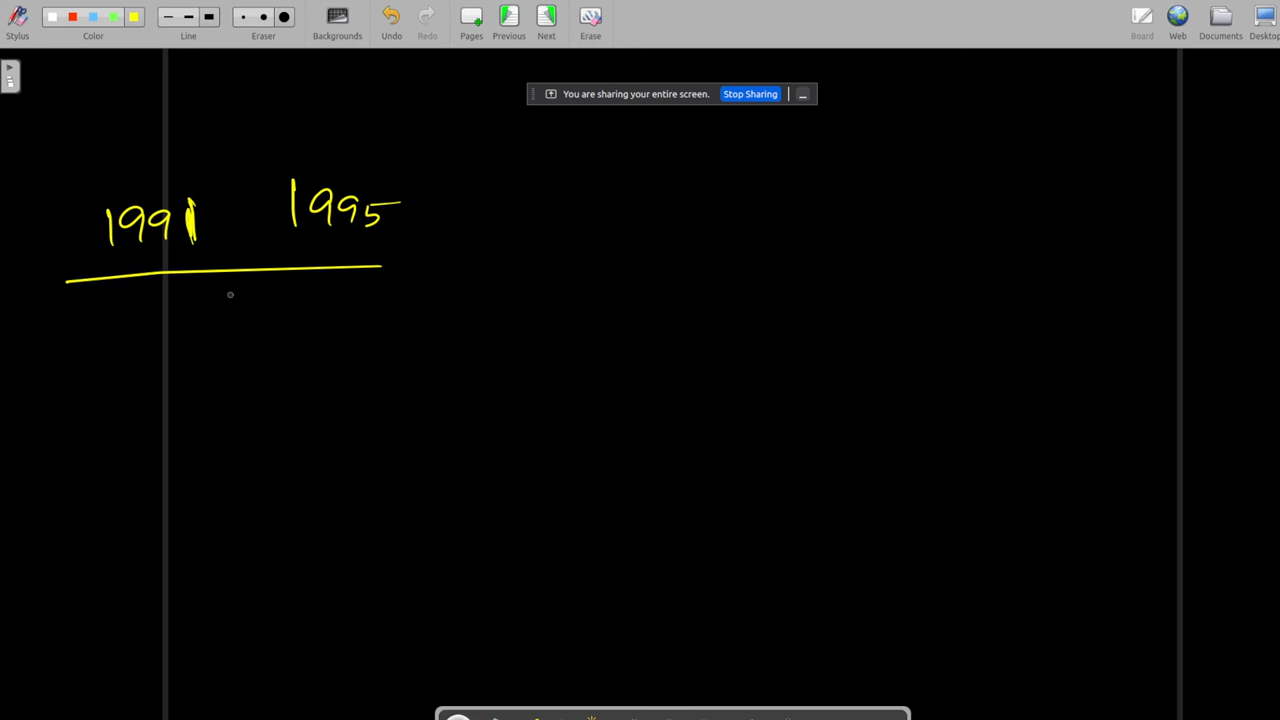 Stylus Color Line Eraser Backgrounds Undo Redo Pages Previous Next Erase Board Web Documents Desktop
You are sharing your entire screen. Stop Sharing
1991 1995